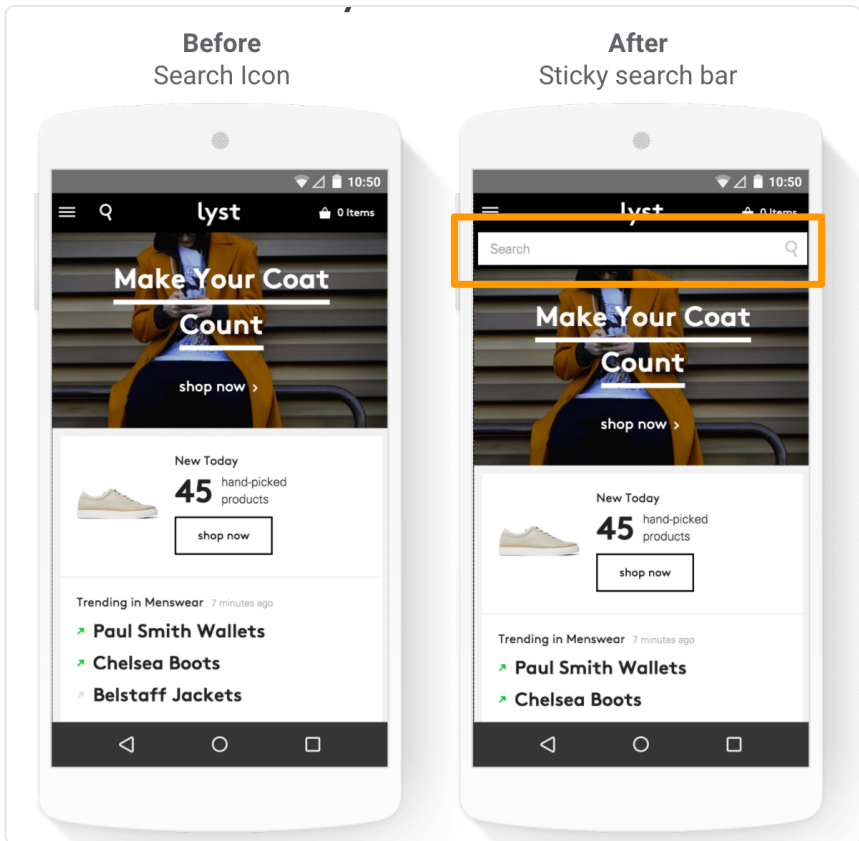 Before
Search Icon
10:50
lyst
0 Items
Make Your Coat
Count
shop now >
New Today
45 hand-picked
products
shop now
Trending in Menswear 7 minutes ago
Paul Smith Wallets
Chelsea Boots
Belstaff Jackets
After
Sticky search bar
10:50
lyst
0 Items
Search
Make Your Coat
Count
shop now >
New Today
45 hand-picked
products
shop now
Trending in Menswear 7 minutes ago
Paul Smith Wallets
Chelsea Boots